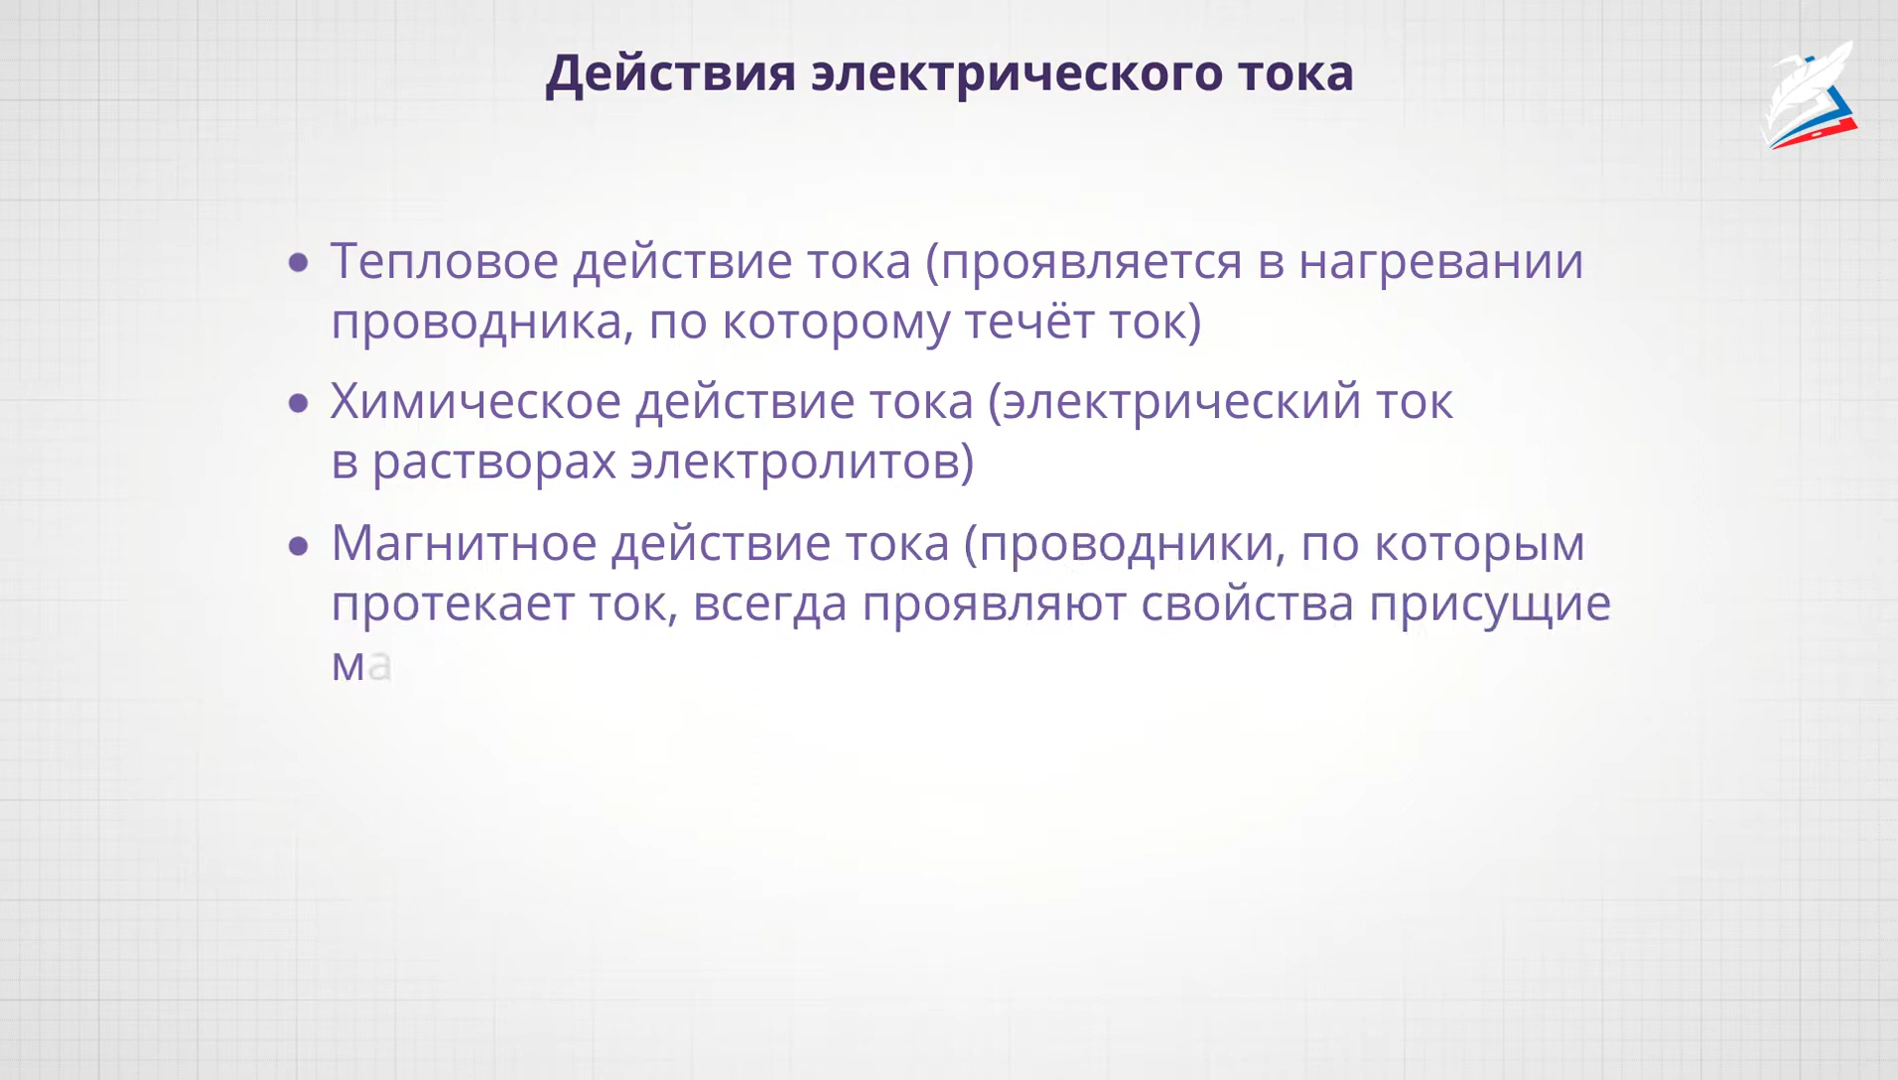 Действия электрического тока
• Тепловое действие тока (проявляется в нагревании
проводника, по которому течёт ток)
• Химическое действие тока (электрический ток
в растворах электролитов)
• Магнитное действие тока (проводники, по которым
протекает ток, всегда проявляют свойства присущие
ма